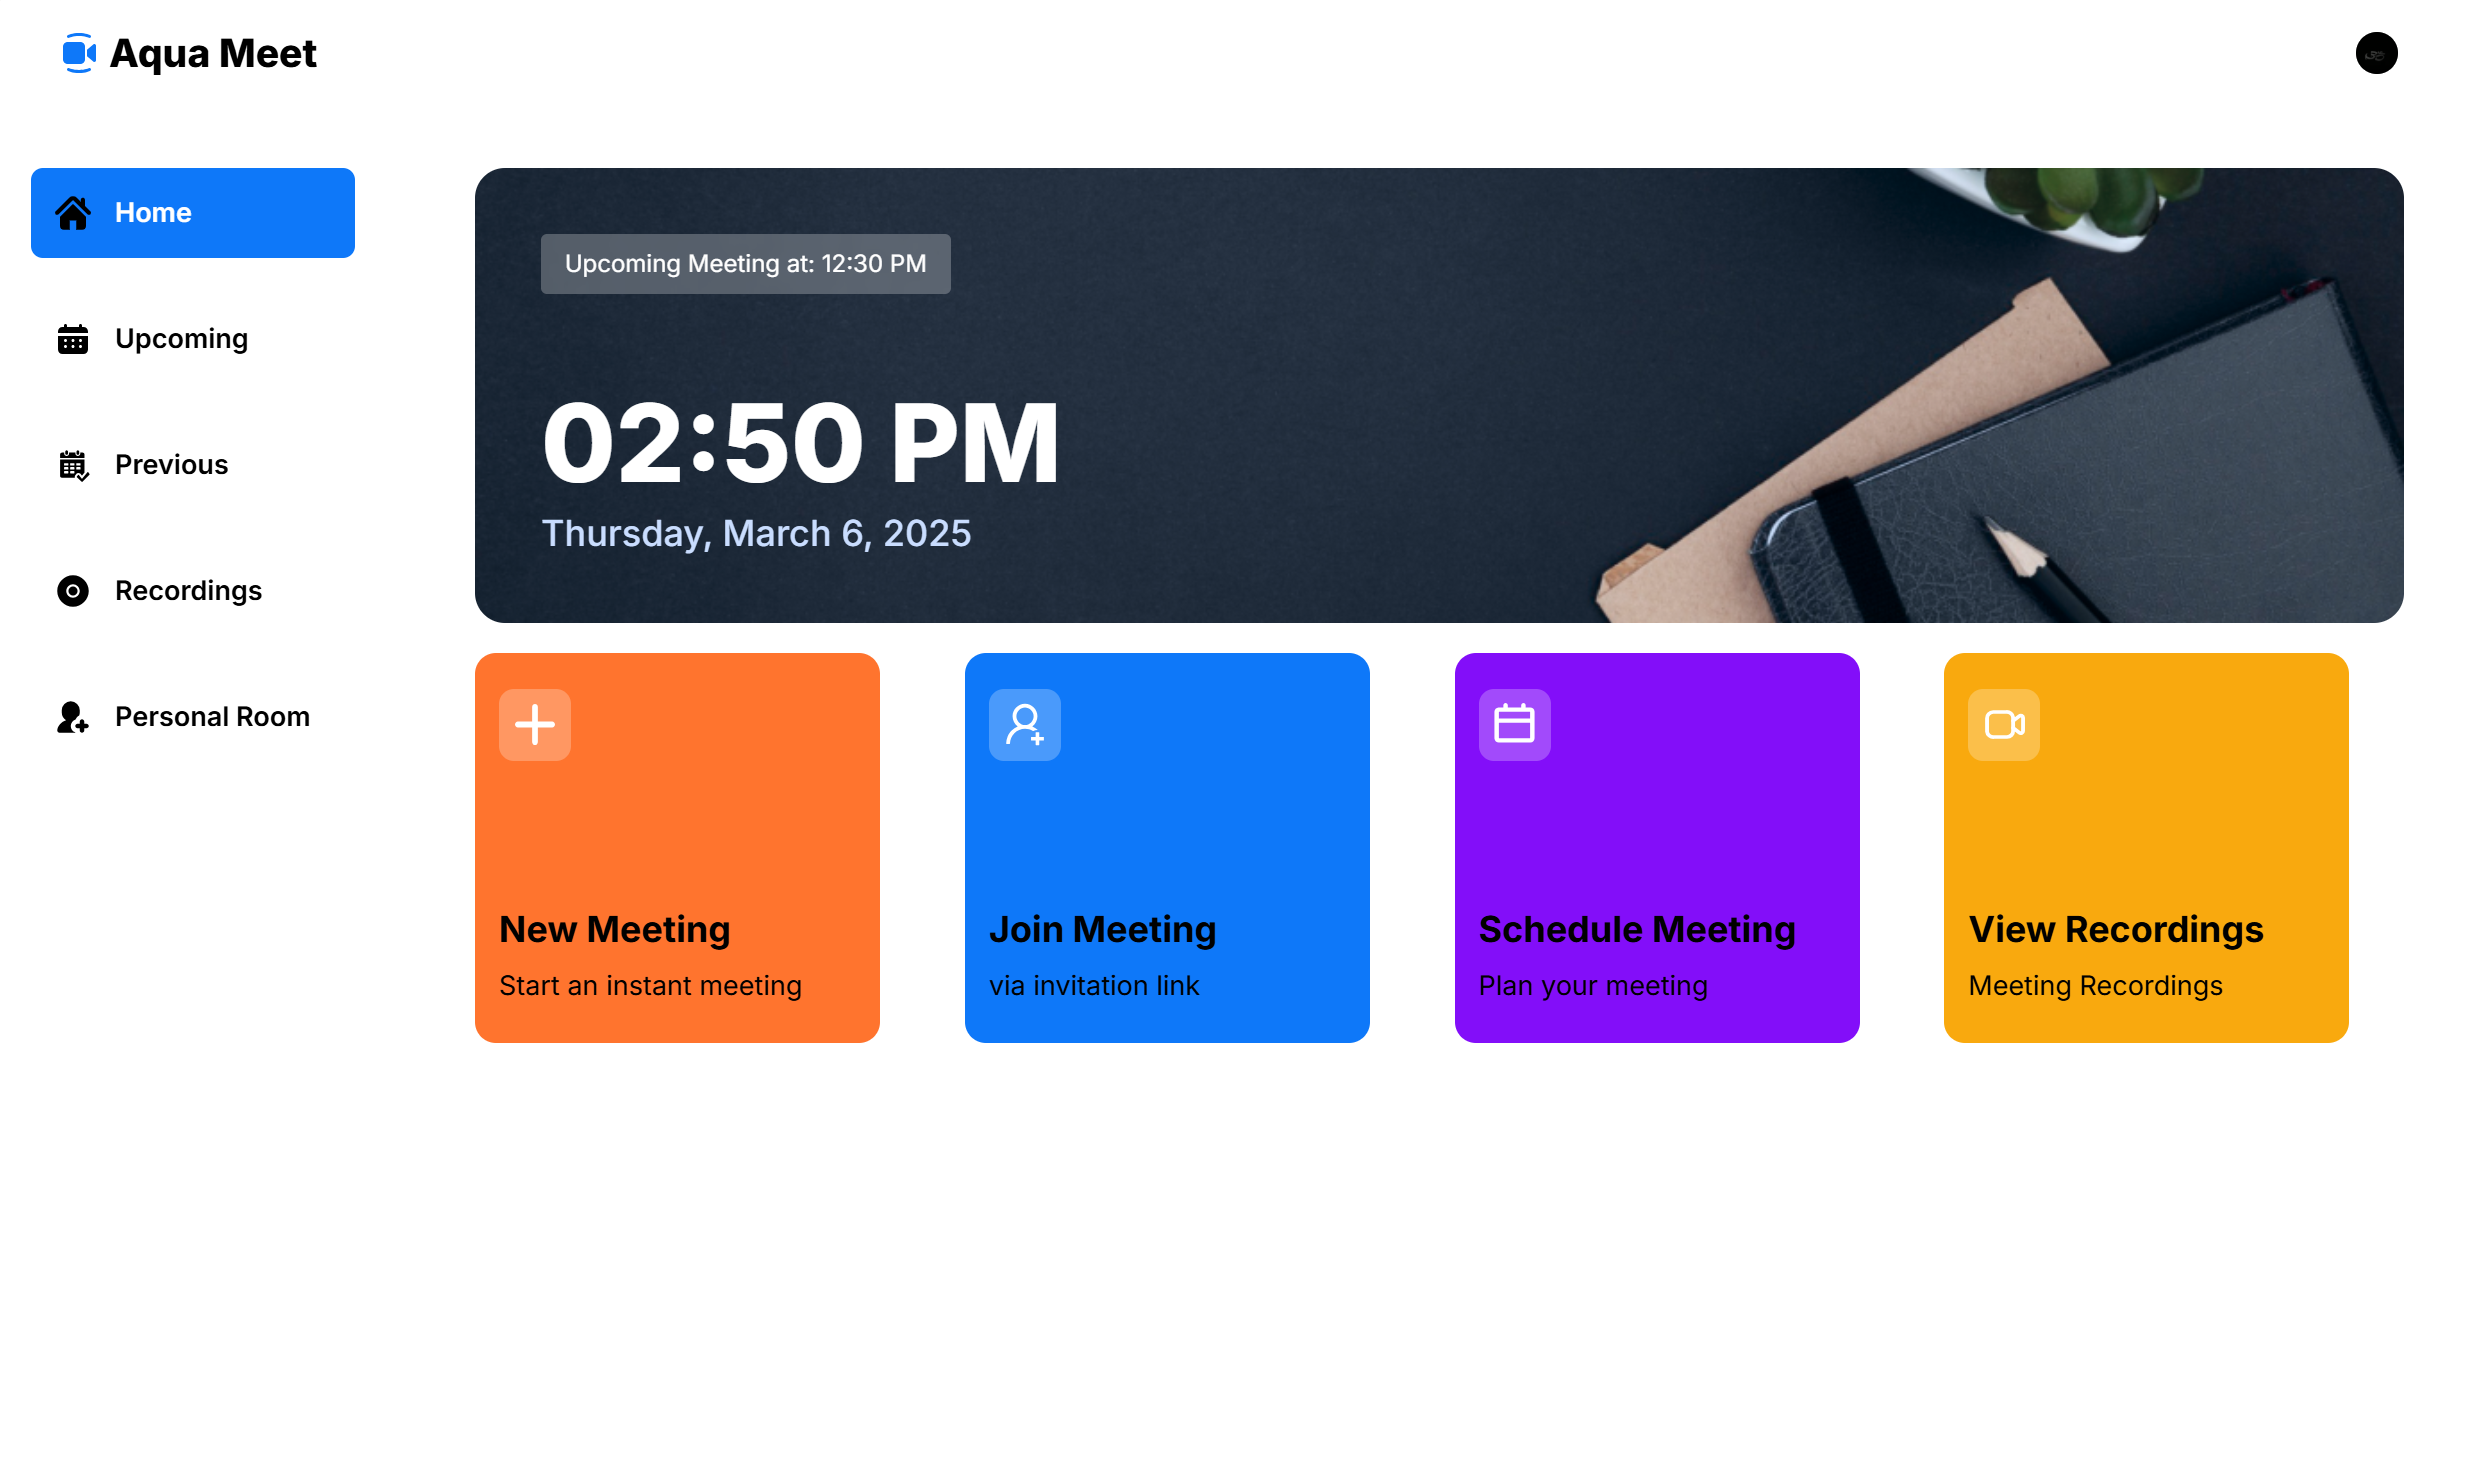 Aqua Meet
Home
Upcoming
Previous
Recordings
Personal Room
Upcoming Meeting at: 12:30 PM
02:50 PM
Thursday, March 6, 2025
New Meeting
Start an instant meeting
Join Meeting
via invitation link
Schedule Meeting
Plan your meeting
View Recordings
Meeting Recordings